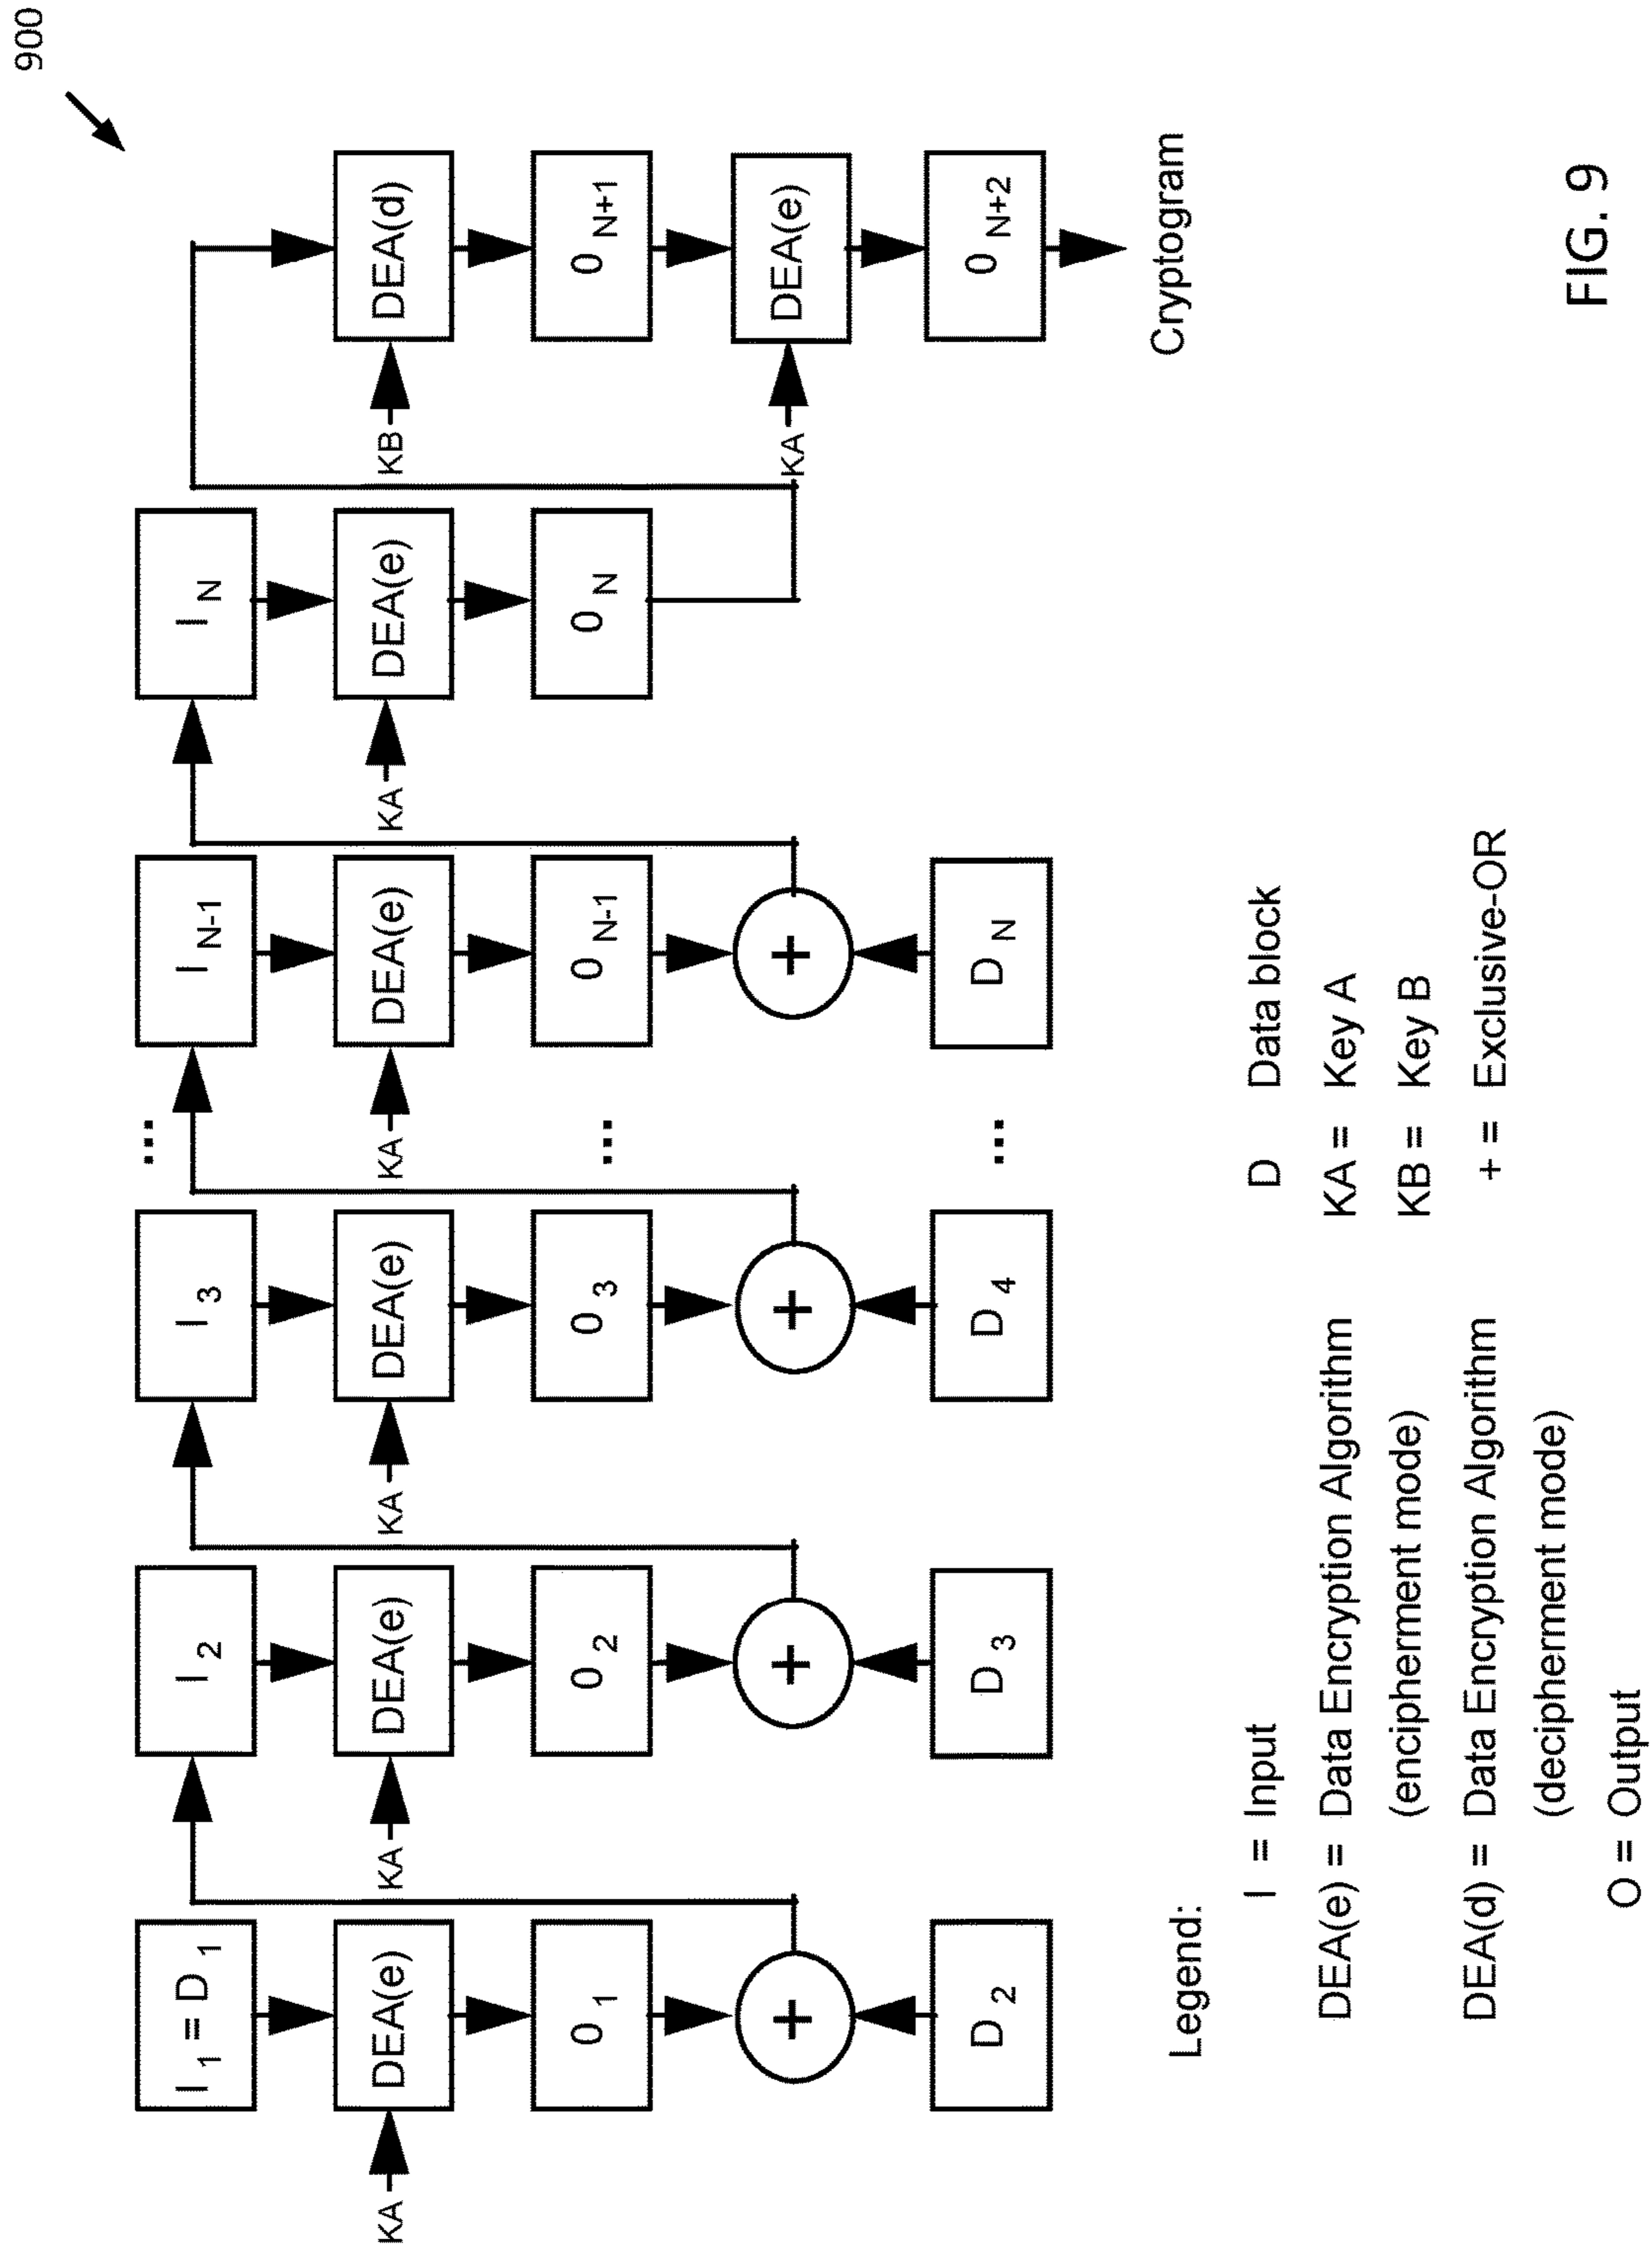 900
I 1 = D 1 I 2 I 3 ... I N-1 I N
KA DEA(e) KA DEA(e) KA DEA(e) KA DEA(e) KA DEA(e) KB DEA(d)
0 1 0 2 0 3 ... 0 N-1 0 N 0 N+1
+ + + + KA DEA(e)
D 2 D 3 D 4 ... D N 0 N+2
Cryptogram
Legend:
I = Input
DEA(e) = Data Encryption Algorithm
(encipherment mode)
DEA(d) = Data Encryption Algorithm
(decipherment mode)
O = Output
D Data block
KA = Key A
KB = Key B
+ = Exclusive-OR
FIG. 9